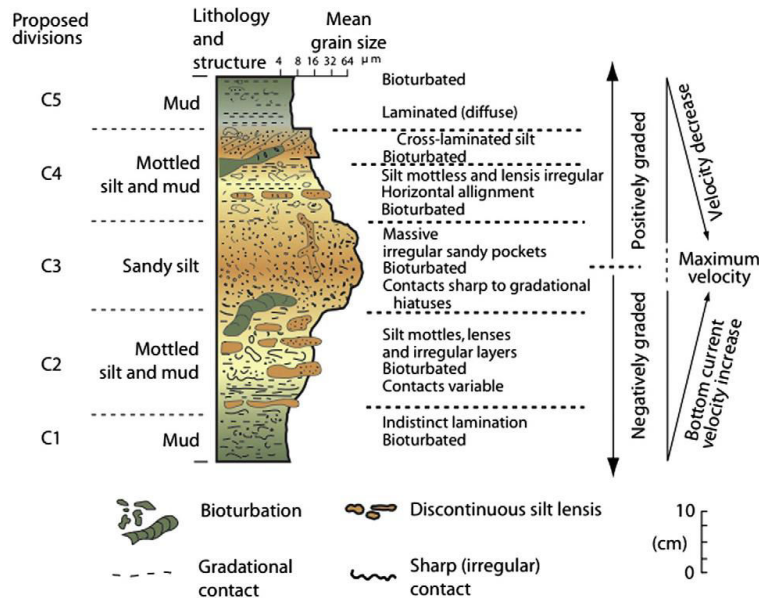 Proposed
divisions
Lithology
and
structure
Mean
grain size
4 8 16 32 64 µm
C5
Mud
Bioturbated
Laminated (diffuse)
C4
Mottled
silt and mud
Cross-laminated silt
Bioturbated
Silt mottless and lensis irregular
Horizontal allignment
Bioturbated
C3
Sandy silt
Massive
irregular sandy pockets
Bioturbated
Contacts sharp to gradational
hiatuses
C2
Mottled
silt and mud
Silt mottles, lenses
and irregular layers
Bioturbated
Contacts variable
C1
Mud
Indistinct lamination
Bioturbated
Positively graded
Negatively graded
Velocity decrease
Maximum
velocity
Bottom current
velocity increase
Bioturbation
Discontinuous silt lensis
Gradational
contact
Sharp (irregular)
contact
10
(cm)
0